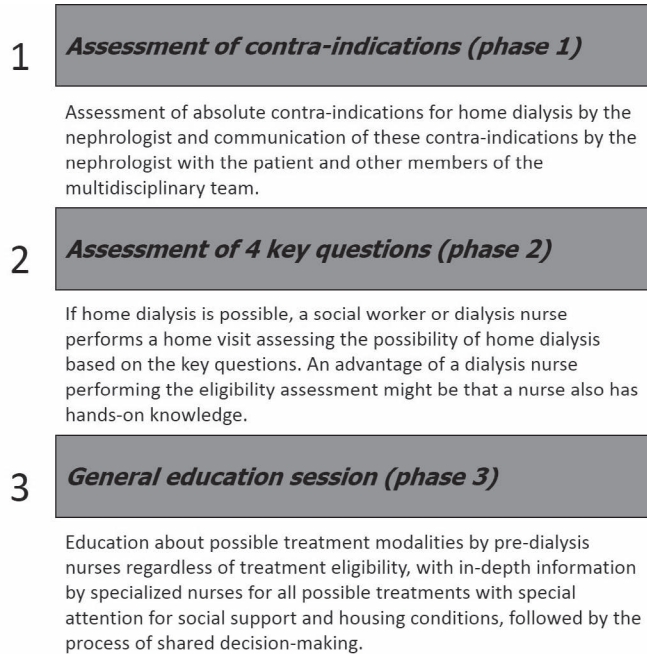 1
Assessment of contra-indications (phase 1)
Assessment of absolute contra-indications for home dialysis by the
nephrologist and communication of these contra-indications by the
nephrologist with the patient and other members of the
multidisciplinary team.
2
Assessment of 4 key questions (phase 2)
If home dialysis is possible, a social worker or dialysis nurse
performs a home visit assessing the possibility of home dialysis
based on the key questions. An advantage of a dialysis nurse
performing the eligibility assessment might be that a nurse also has
hands-on knowledge.
3
General education session (phase 3)
Education about possible treatment modalities by pre-dialysis
nurses regardless of treatment eligibility, with in-depth information
by specialized nurses for all possible treatments with special
attention for social support and housing conditions, followed by the
process of shared decision-making.